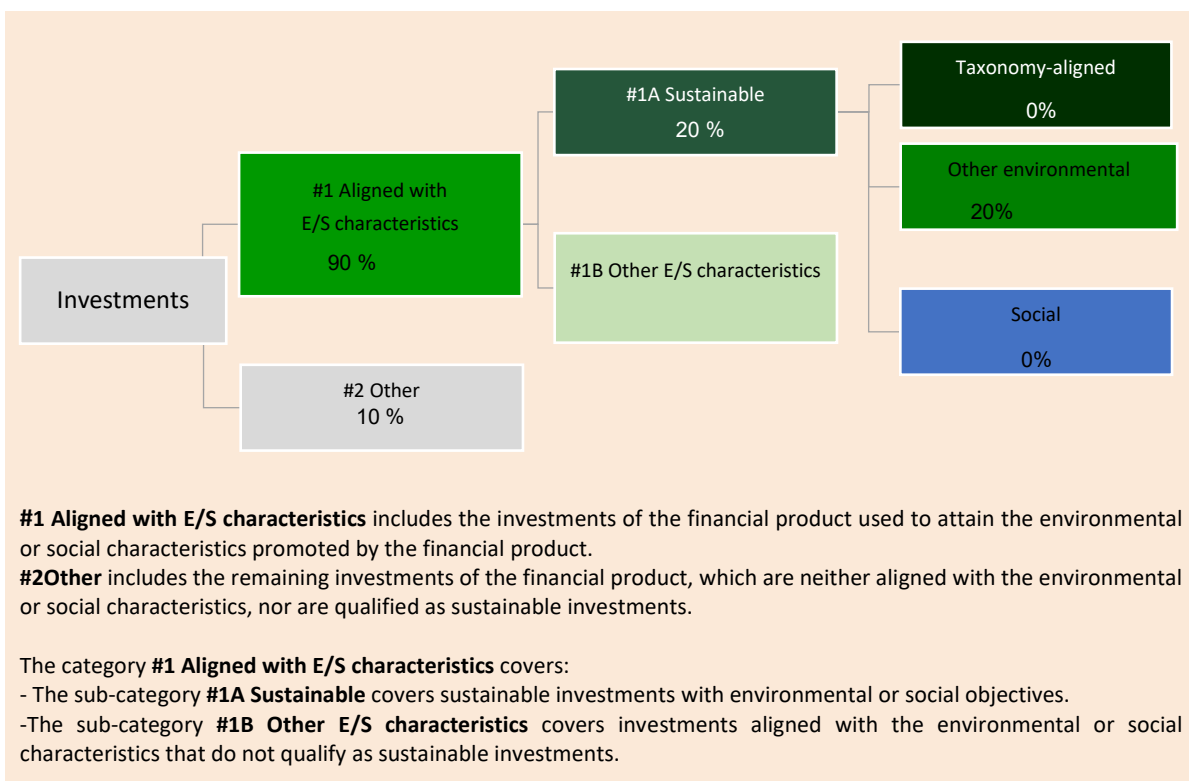 Investments
#1 Aligned with
E/S characteristics
90 %
#2 Other
10 %
#1A Sustainable
20 %
#1B Other E/S characteristics
Taxonomy-aligned
0%
Other environmental
20%
Social
0%
#1 Aligned with E/S characteristics includes the investments of the financial product used to attain the environmental
or social characteristics promoted by the financial product.
#2Other includes the remaining investments of the financial product, which are neither aligned with the environmental
or social characteristics, nor are qualified as sustainable investments.
The category #1 Aligned with E/S characteristics covers:
- The sub-category #1A Sustainable covers sustainable investments with environmental or social objectives.
-The sub-category #1B Other E/S characteristics covers investments aligned with the environmental or social
characteristics that do not qualify as sustainable investments.